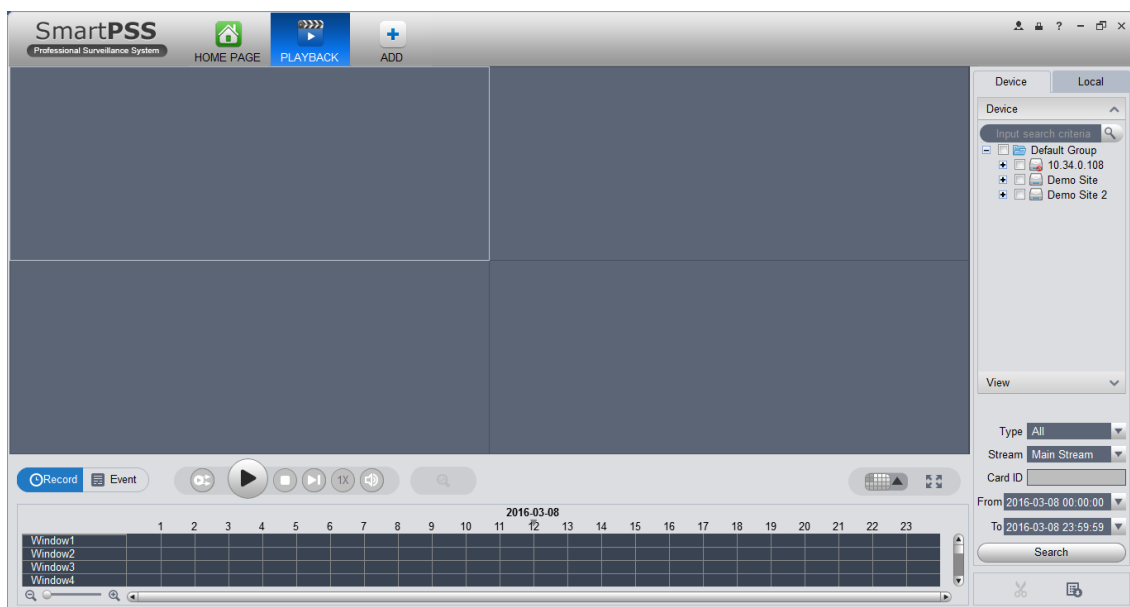 SmartPSS
Professional Surveillance System
HOME PAGE
PLAYBACK
ADD
?
Device
Local
Device
Input search criteria
Default Group
10.34.0.108
Demo Site
Demo Site 2
View
Type All
Stream Main Stream
Card ID
From 2016-03-08 00:00:00
To 2016-03-08 23:59:59
Search
Record
Event
1X
2016-03-08
1 2 3 4 5 6 7 8 9 10 11 12 13 14 15 16 17 18 19 20 21 22 23
Window1
Window2
Window3
Window4